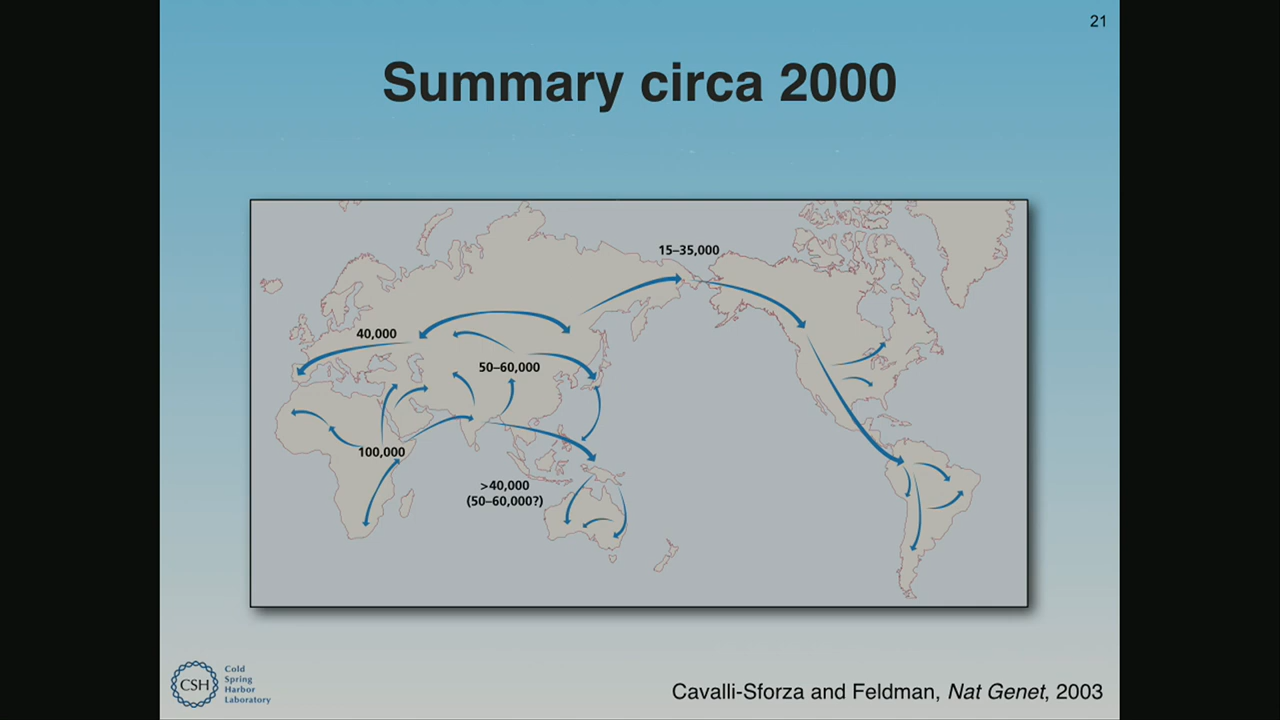 21
Summary circa 2000
15–35,000
40,000
50–60,000
100,000
>40,000
(50–60,000?)
CSH
Cold
Spring
Harbor
Laboratory
Cavalli-Sforza and Feldman, Nat Genet, 2003